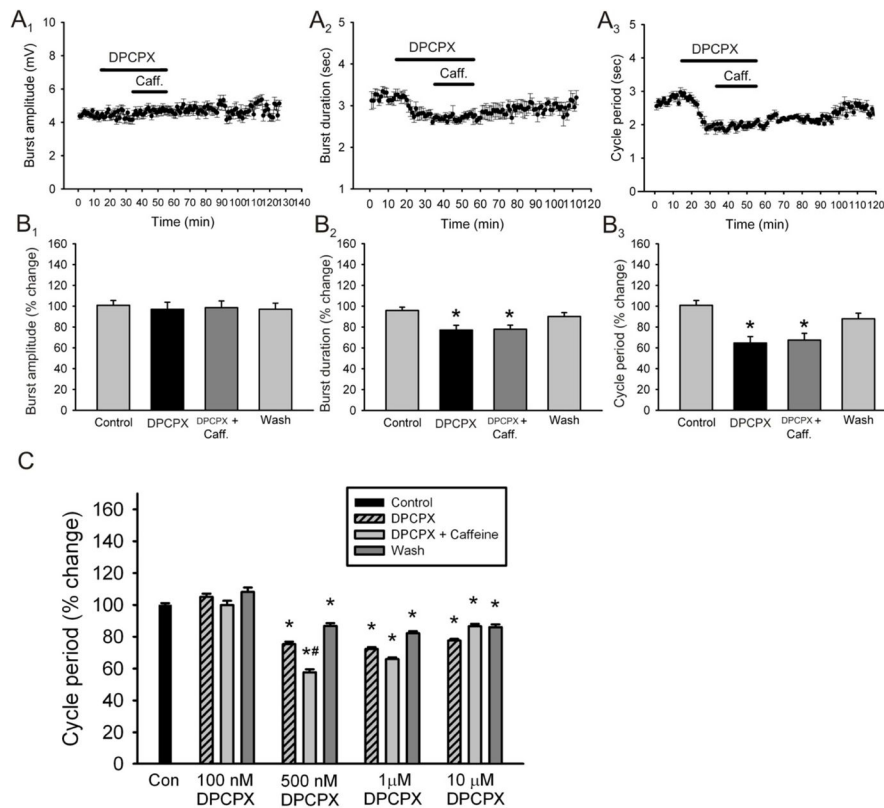 A1
A2
A3
Burst amplitude (mV)
10
8
6
4
2
0
DPCPX
Caff.
0 10 20 30 40 50 60 70 80 90 100 110 120 130 140
Time (min)
Burst duration (sec)
5
4
3
2
1
DPCPX
Caff.
0 10 20 30 40 50 60 70 80 90 100 110 120
Time (min)
Cycle period (sec)
5
4
3
2
1
0
DPCPX
Caff.
0 10 20 30 40 50 60 70 80 90 100 110 120
Time (min)
B1
B2
B3
Burst amplitude (% change)
160
140
120
100
80
60
40
20
0
Control
DPCPX
DPCPX +
Caff.
Wash
Burst duration (% change)
160
140
120
100
80
60
40
20
0
* *
Control
DPCPX
DPCPX +
Caff.
Wash
Cycle period (% change)
160
140
120
100
80
60
40
20
0
* *
Control
DPCPX
DPCPX +
Caff.
Wash
C
Cycle period (% change)
160
140
120
100
80
60
40
20
0
Control
DPCPX
DPCPX + Caffeine
Wash
* *# *
* * *
* * *
Con
100 nM
DPCPX
500 nM
DPCPX
1μM
DPCPX
10 μM
DPCPX